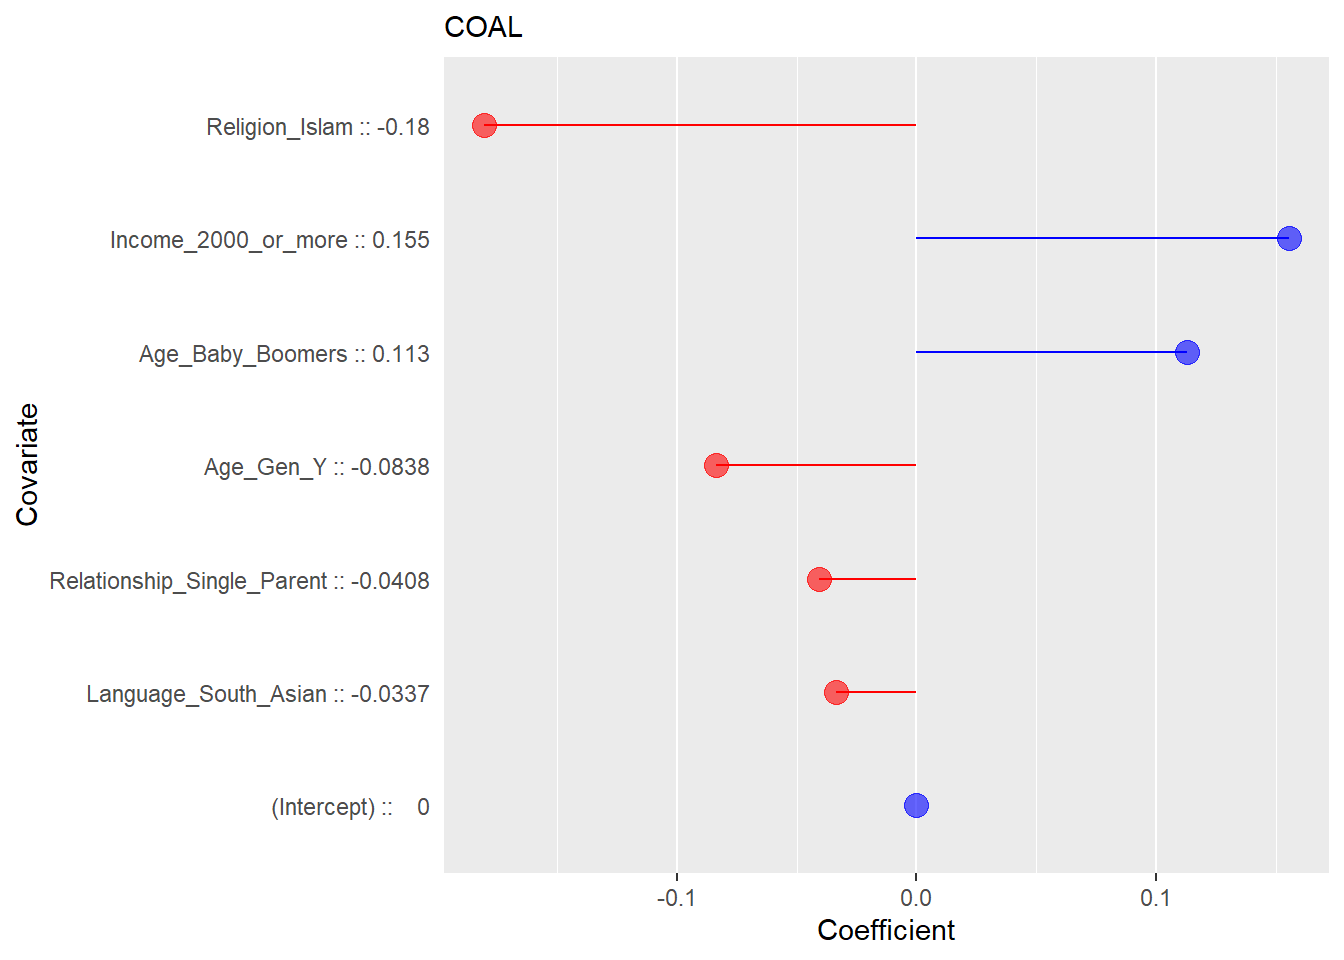 COAL
Religion_Islam :: -0.18
Income_2000_or_more :: 0.155
Age_Baby_Boomers :: 0.113
Age_Gen_Y :: -0.0838
Relationship_Single_Parent :: -0.0408
Language_South_Asian :: -0.0337
(Intercept) ::    0
Covariate
-0.1 0.0 0.1
Coefficient